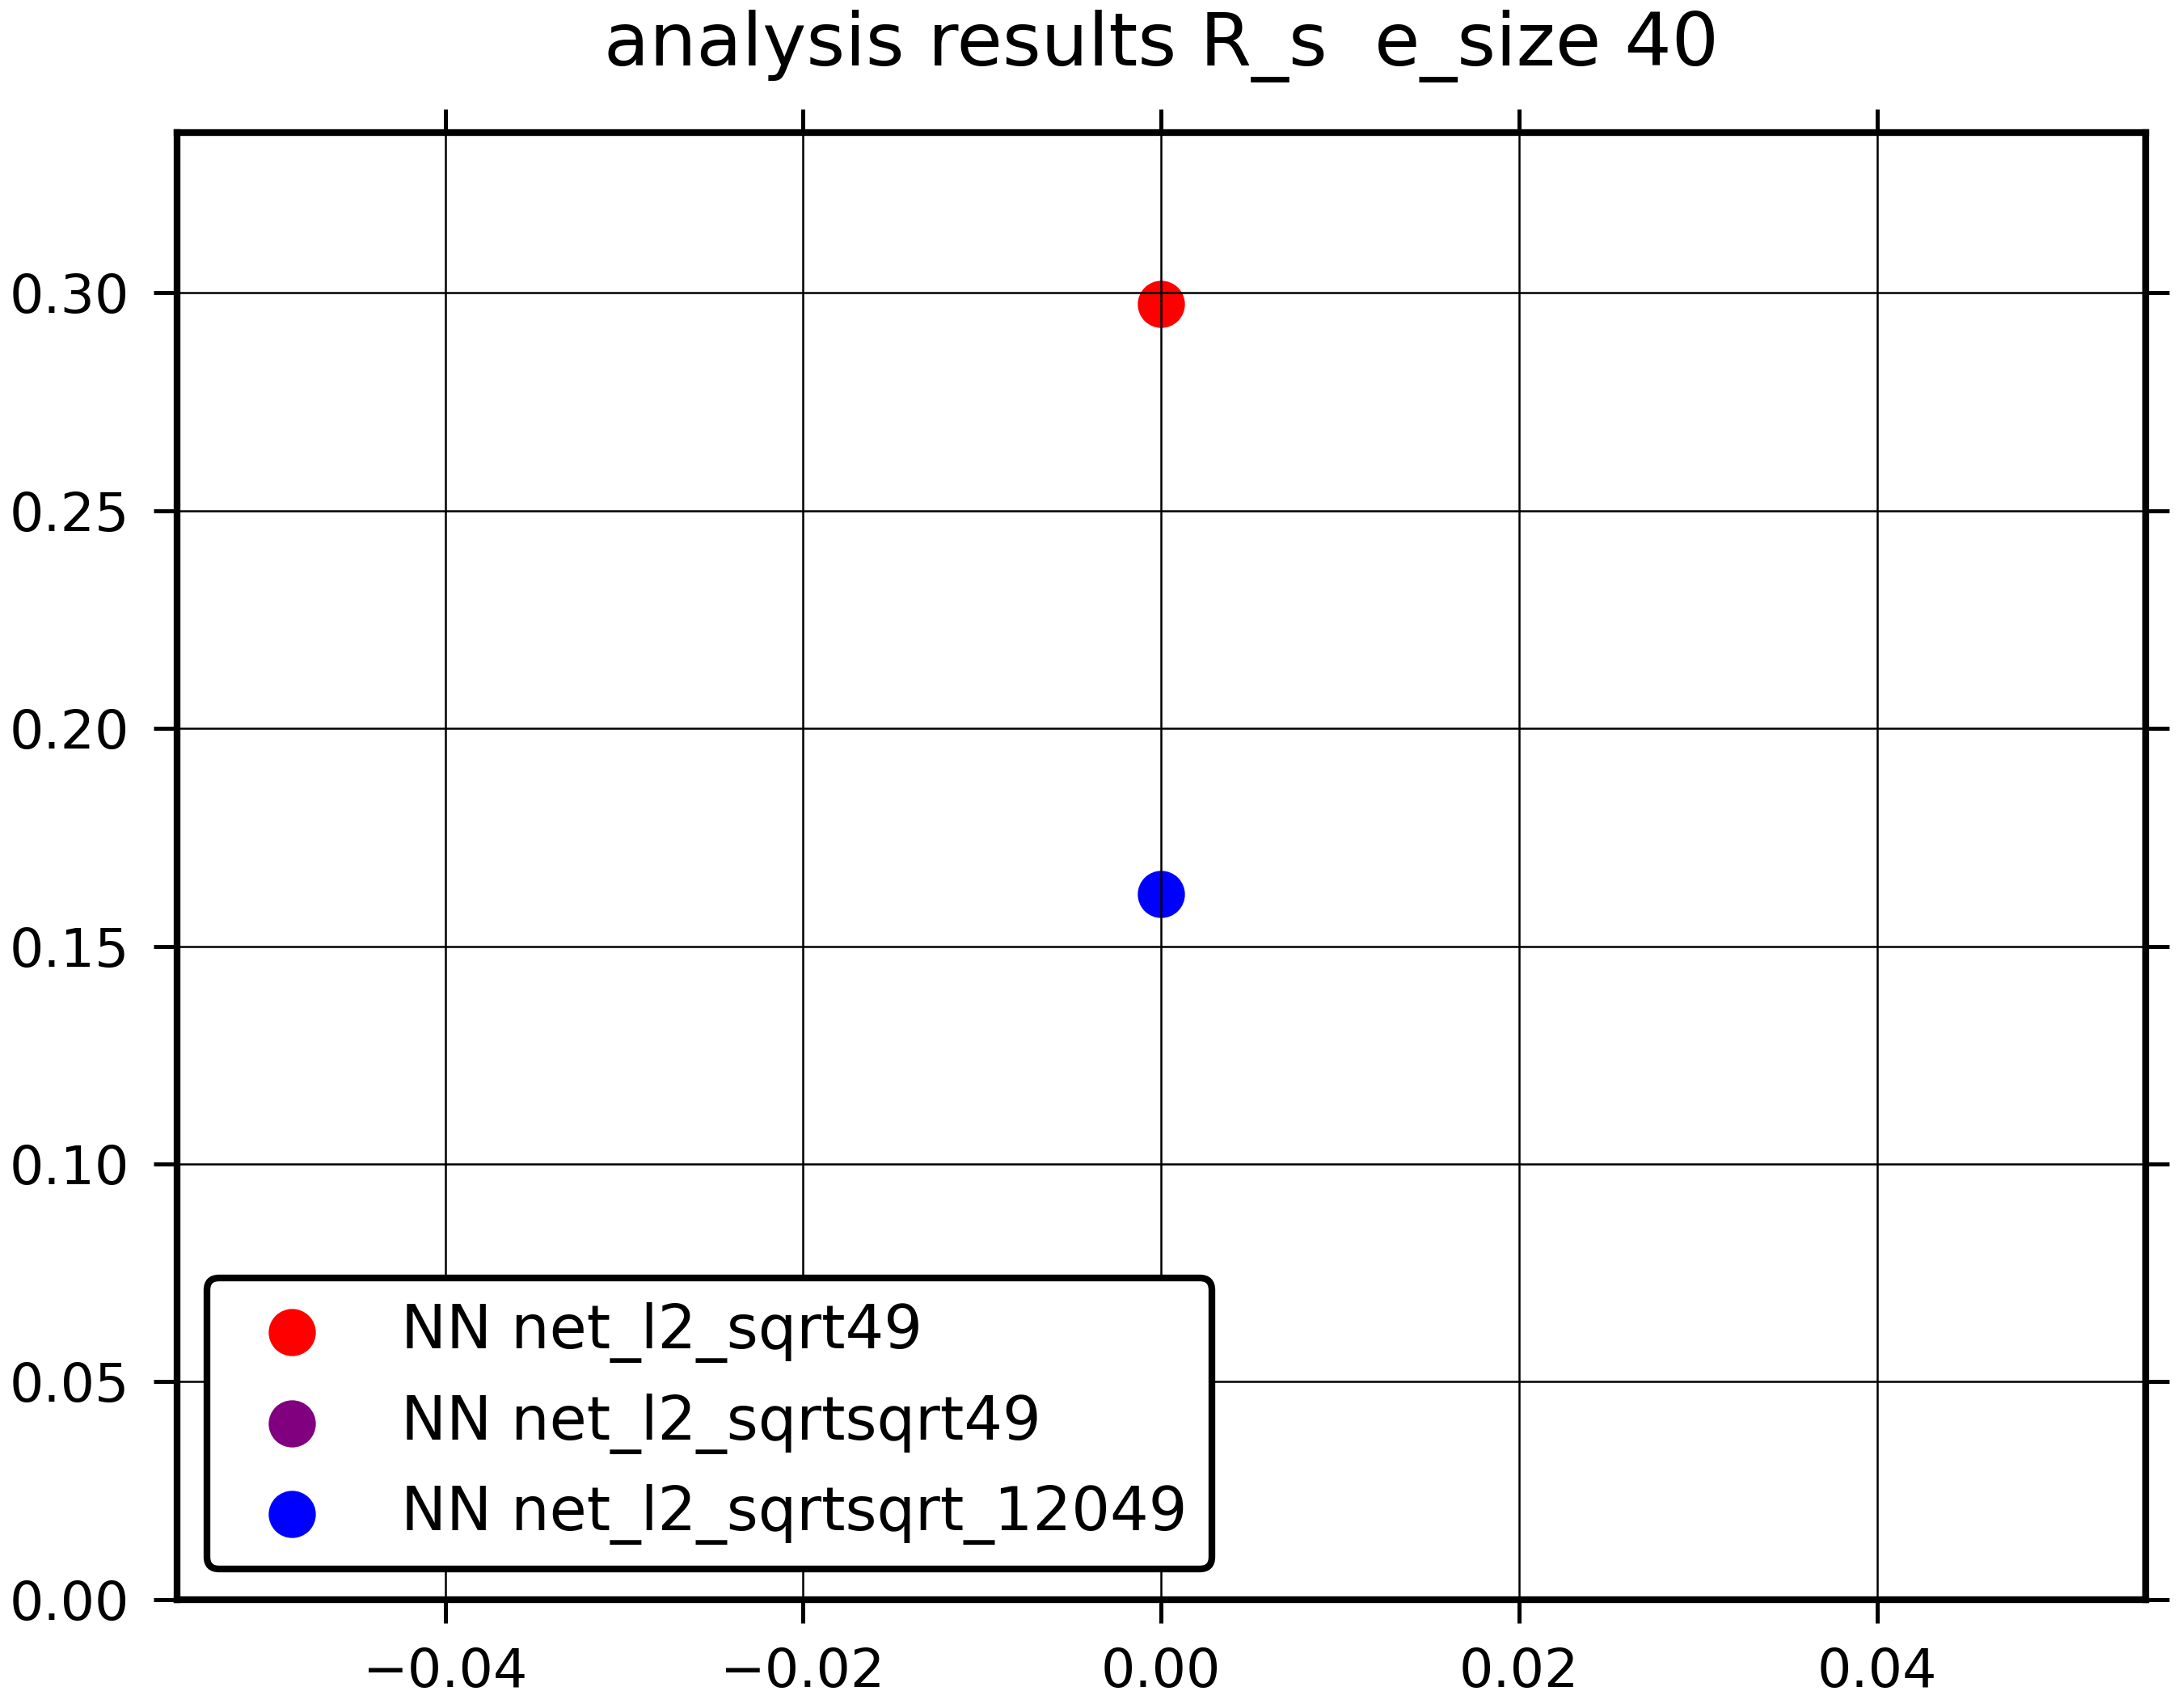 analysis results R_s  e_size 40
0.30
0.25
0.20
0.15
0.10
0.05
0.00
NN net_l2_sqrt49
NN net_l2_sqrtsqrt49
NN net_l2_sqrtsqrt_12049
−0.04 −0.02 0.00 0.02 0.04